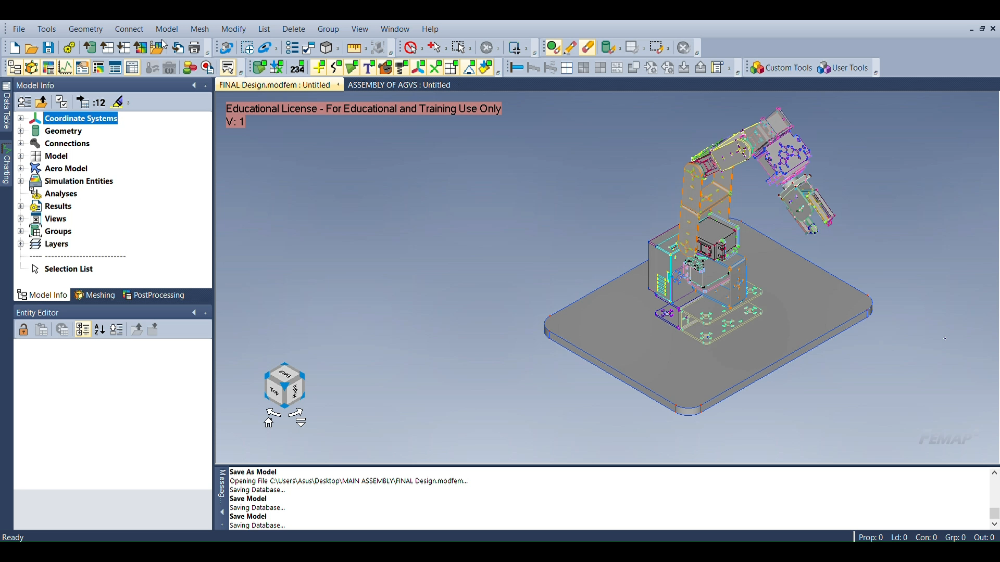 File Tools Geometry Connect Model Mesh Modify List Delete Group View Window Help
234
Custom Tools User Tools
Data Table
Charting
Model Info
:12
Coordinate Systems
Geometry
Connections
Model
Aero Model
Simulation Entities
Analyses
Results
Views
Groups
Layers
Selection List
Model Info Meshing PostProcessing
Entity Editor
FINAL Design.modfem : Untitled ASSEMBLY OF AGVS : Untitled
Educational License - For Educational and Training Use Only
V: 1
Back
Top
Right
FEMAP
Messag...
Save As Model
Opening File C:\Users\Asus\Desktop\MAIN ASSEMBLY\FINAL Design.modfem...
Saving Database...
Save Model
Saving Database...
Save Model
Saving Database...
Ready
Prop: 0 Ld: 0 Con: 0 Grp: 0 Out: 0